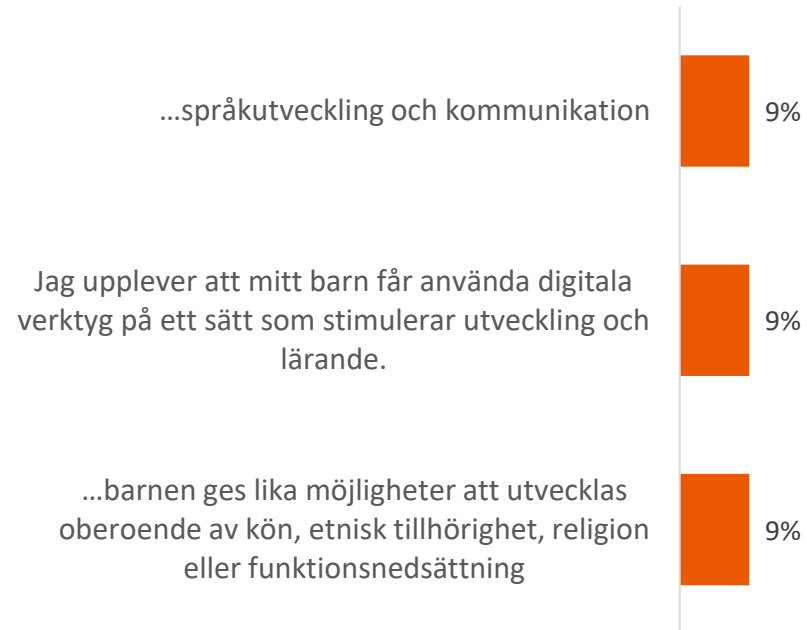 …språkutveckling och kommunikation
9%
Jag upplever att mitt barn får använda digitala
verktyg på ett sätt som stimulerar utveckling och
lärande.
9%
…barnen ges lika möjligheter att utvecklas
oberoende av kön, etnisk tillhörighet, religion
eller funktionsnedsättning
9%